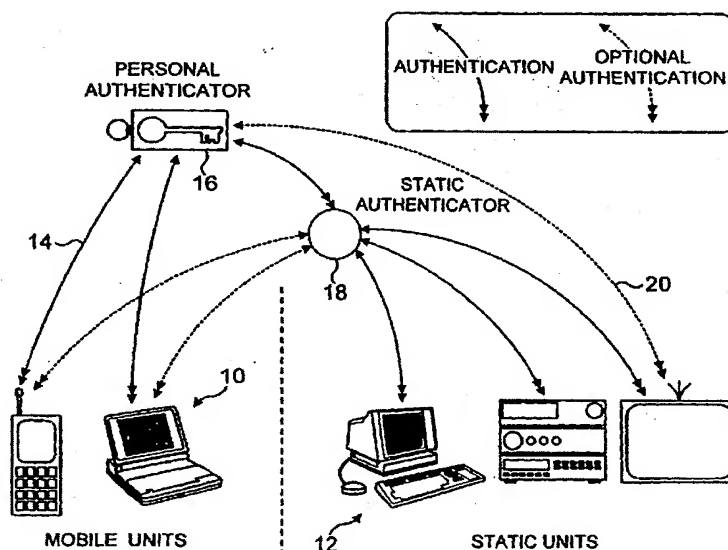 PERSONAL
AUTHENTICATOR
AUTHENTICATION
OPTIONAL
AUTHENTICATION
16
STATIC
AUTHENTICATOR
14
18
20
10
12
MOBILE UNITS
STATIC UNITS